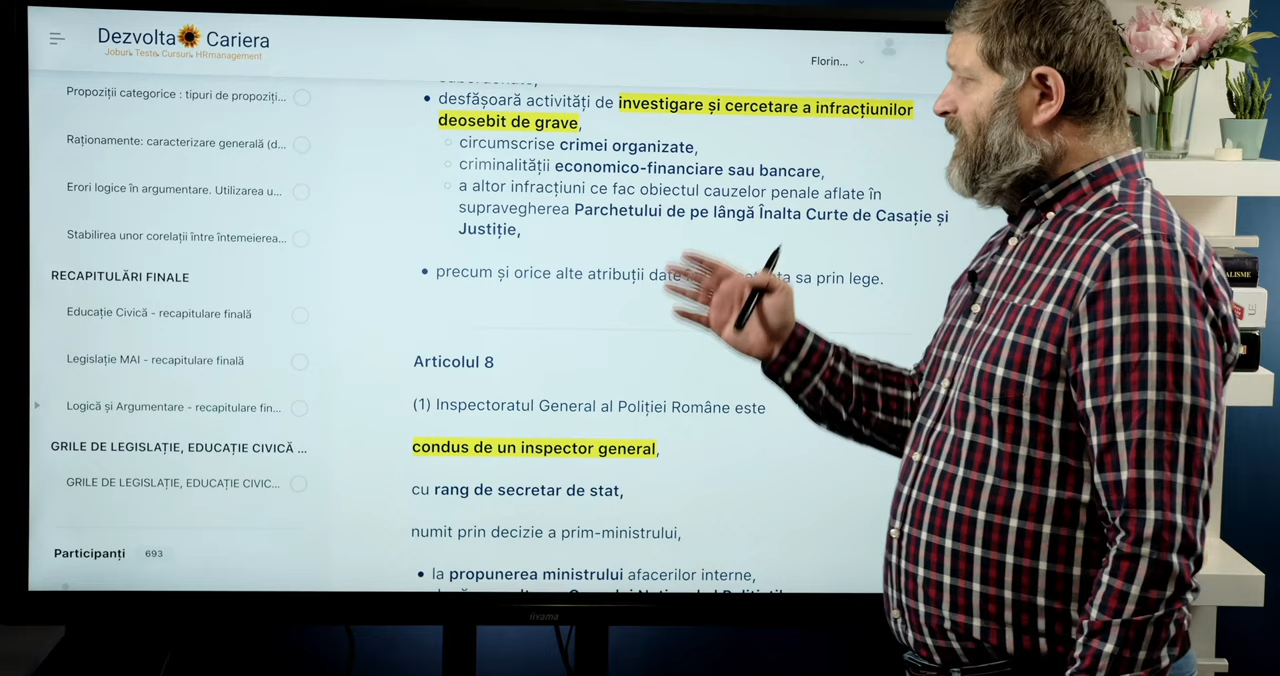 Dezvolta Cariera
Joburi, Teste, Cursuri, HRmanagement
Florin...
Propoziții categorice : tipuri de propoziți...
Raționamente: caracterizare generală (d...
Erori logice în argumentare. Utilizarea u...
Stabilirea unor corelații între întemeierea...
RECAPITULĂRI FINALE
Educație Civică - recapitulare finală
Legislație MAI - recapitulare finală
Logică și Argumentare - recapitulare fin...
GRILE DE LEGISLAȚIE, EDUCAȚIE CIVICĂ ...
GRILE DE LEGISLAȚIE, EDUCAȚIE CIVIC...
Participanți 693
desfășoară activități de investigare și cercetare a infracțiunilor
deosebit de grave,
circumscrise crimei organizate,
criminalității economico-financiare sau bancare,
a altor infracțiuni ce fac obiectul cauzelor penale aflate în
supravegherea Parchetului de pe lângă Înalta Curte de Casație și
Justiție,
precum și orice alte atribuții date sa prin lege.
Articolul 8
(1) Inspectoratul General al Poliției Române este
condus de un inspector general,
cu rang de secretar de stat,
numit prin decizie a prim-ministrului,
la propunerea ministrului afacerilor interne,
iiyama